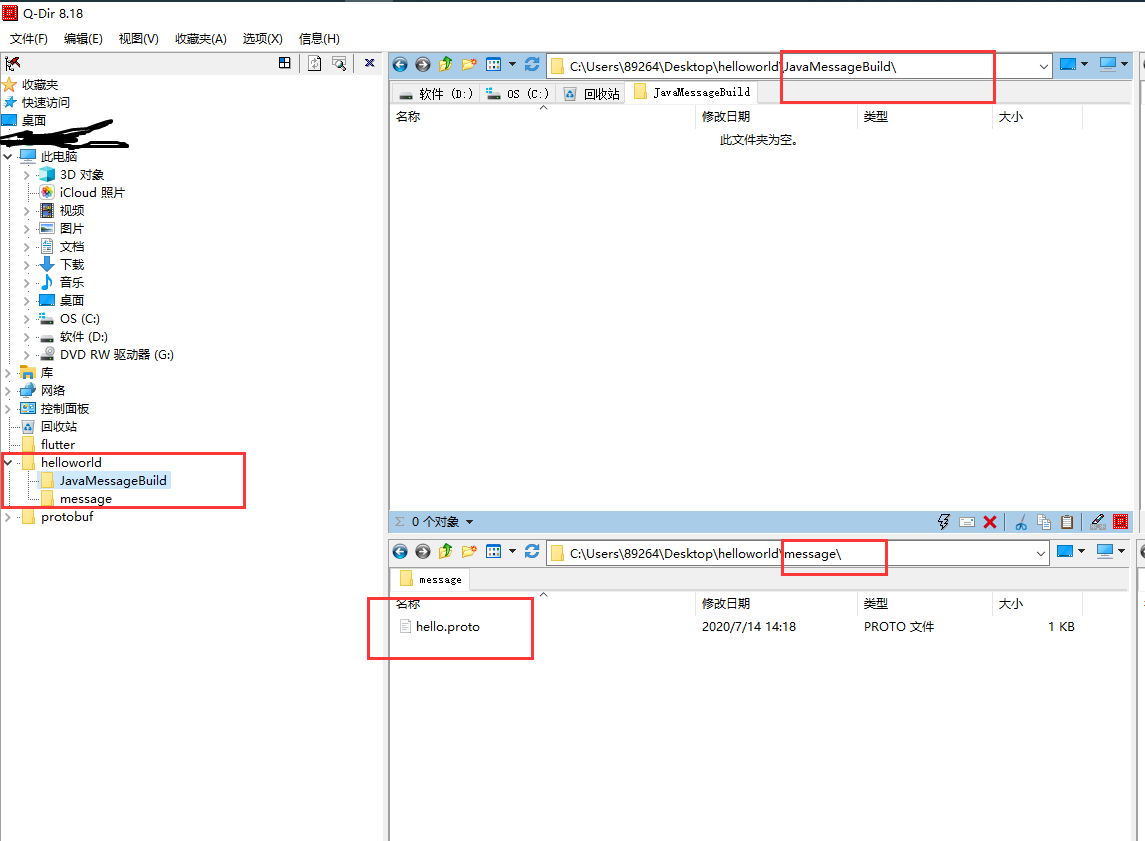 Q-Dir 8.18
文件(F) 编辑(E) 视图(V) 收藏夹(A) 选项(X) 信息(H)
收藏夹
快速访问
桌面
此电脑
3D 对象
iCloud 照片
视频
图片
文档
下载
音乐
桌面
OS (C:)
软件 (D:)
DVD RW 驱动器 (G:)
库
网络
控制面板
回收站
flutter
helloworld
JavaMessageBuild
message
protobuf
C:\Users\89264\Desktop\helloworld\JavaMessageBuild\
软件 (D:) OS (C:) 回收站 JavaMessageBuild
名称 修改日期 类型 大小
此文件夹为空。
0 个对象
C:\Users\89264\Desktop\helloworld\message\
message
名称 修改日期 类型 大小
hello.proto 2020/7/14 14:18 PROTO 文件 1 KB